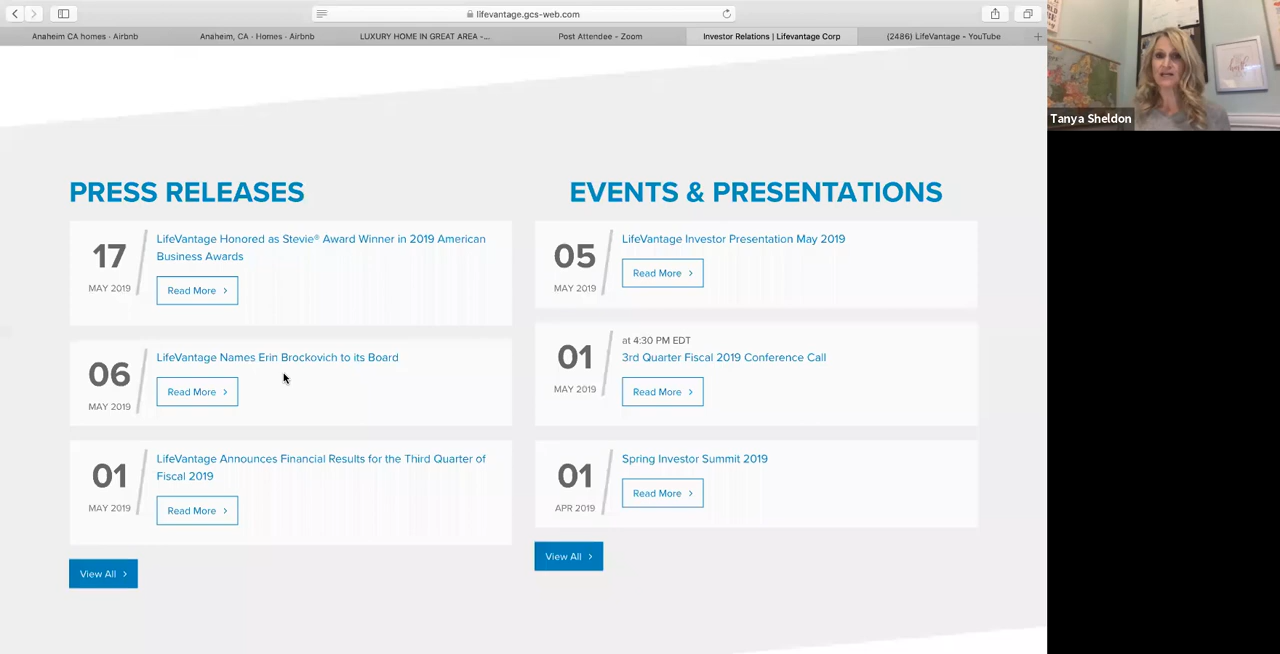 lifevantage.gcs-web.com
Anaheim CA homes - Airbnb
Anaheim, CA · Homes - Airbnb
LUXURY HOME IN GREAT AREA -...
Post Attendee - Zoom
Investor Relations | Lifevantage Corp
(2486) LifeVantage - YouTube
Tanya Sheldon
PRESS RELEASES
17
MAY 2019
LifeVantage Honored as Stevie® Award Winner in 2019 American
Business Awards
Read More
06
MAY 2019
LifeVantage Names Erin Brockovich to its Board
Read More
01
MAY 2019
LifeVantage Announces Financial Results for the Third Quarter of
Fiscal 2019
Read More
View All
EVENTS & PRESENTATIONS
05
MAY 2019
LifeVantage Investor Presentation May 2019
Read More
01
MAY 2019
at 4:30 PM EDT
3rd Quarter Fiscal 2019 Conference Call
Read More
01
APR 2019
Spring Investor Summit 2019
Read More
View All